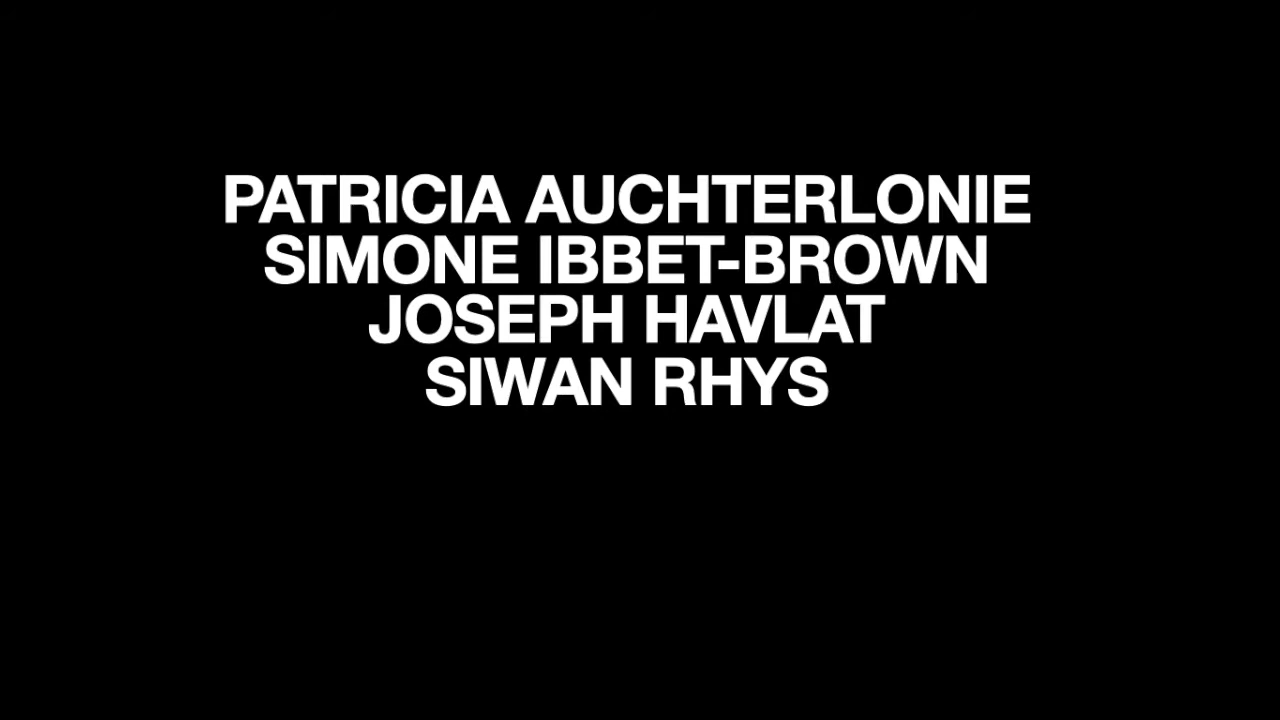 PATRICIA AUCHTERLONIE
SIMONE IBBET-BROWN
JOSEPH HAVLAT
SIWAN RHYS